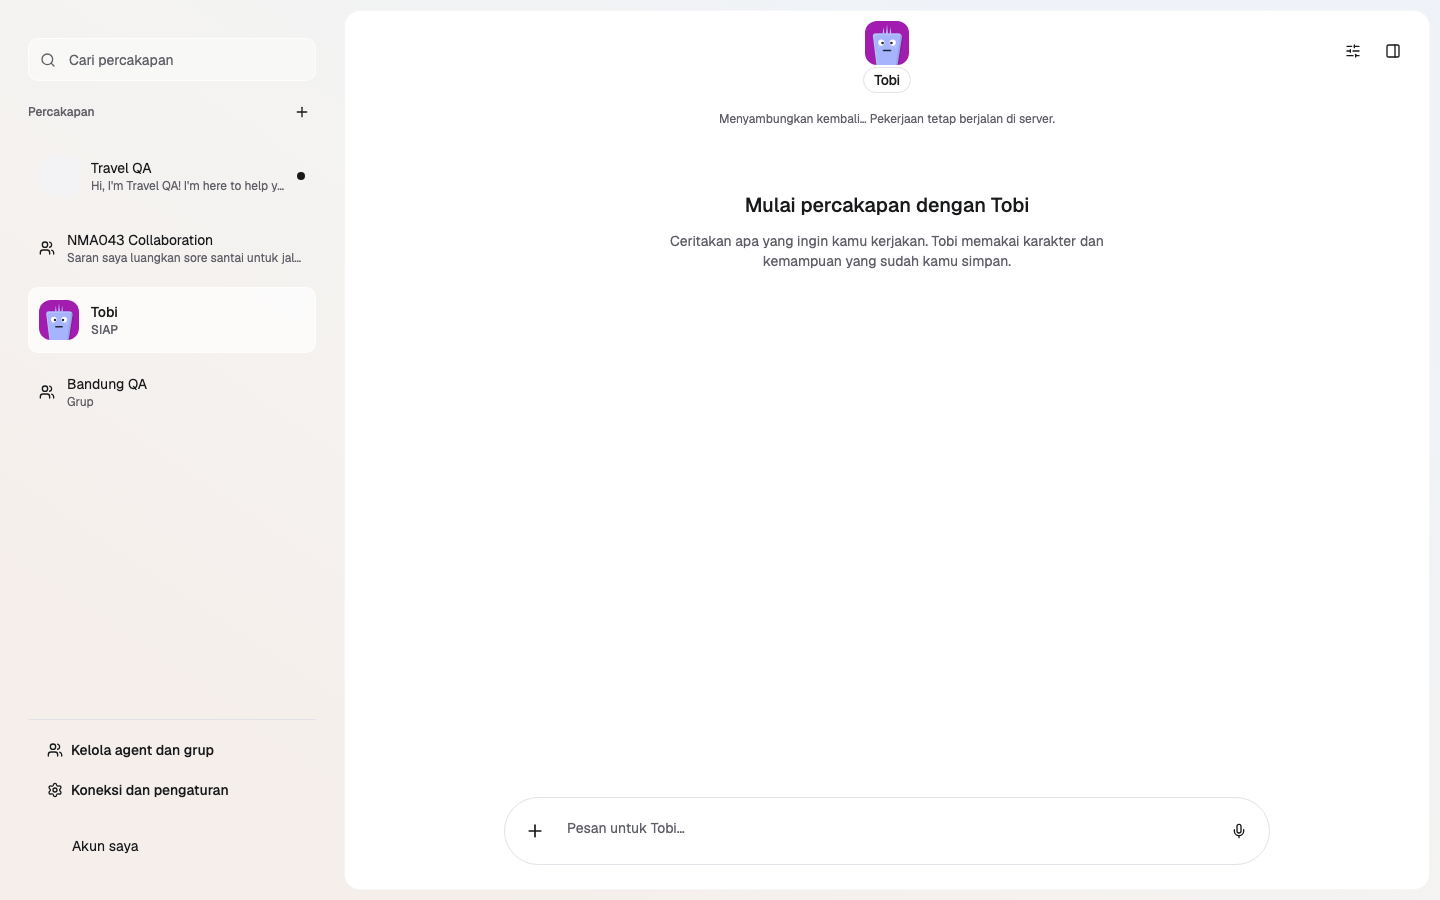 Cari percakapan
Percakapan
Travel QA
Hi, I'm Travel QA! I'm here to help y...
NMA043 Collaboration
Saran saya luangkan sore santai untuk jal...
Tobi
SIAP
Bandung QA
Grup
Kelola agent dan grup
Koneksi dan pengaturan
Akun saya
Tobi
Menyambungkan kembali... Pekerjaan tetap berjalan di server.
Mulai percakapan dengan Tobi
Ceritakan apa yang ingin kamu kerjakan. Tobi memakai karakter dan
kemampuan yang sudah kamu simpan.
Pesan untuk Tobi...